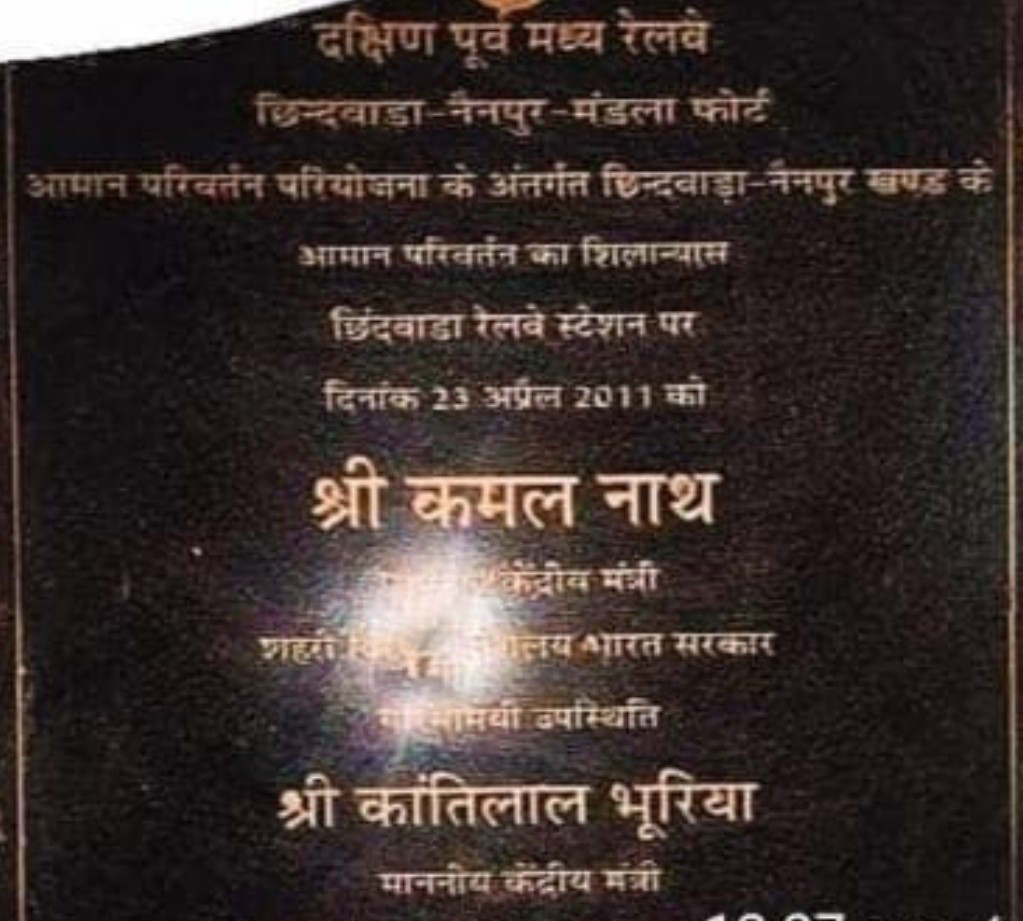 दक्षिण पूर्व मध्य रेलवे
छिन्दवाडा-नैनपुर-मंडला फोर्ट
आमान परिवर्तन परियोजना के अंतर्गत छिन्दवाड़ा-नैनपुर खण्ड के
आमान परिवर्तन का शिलान्यास
छिंदवाडा रेलवे स्टेशन पर
दिनांक 23 अप्रैल 2011 को
श्री कमल नाथ
केंद्रीय मंत्री
शहरी भारत सरकार
उपस्थिति
श्री कांतिलाल भूरिया
माननीय केंद्रीय मंत्री